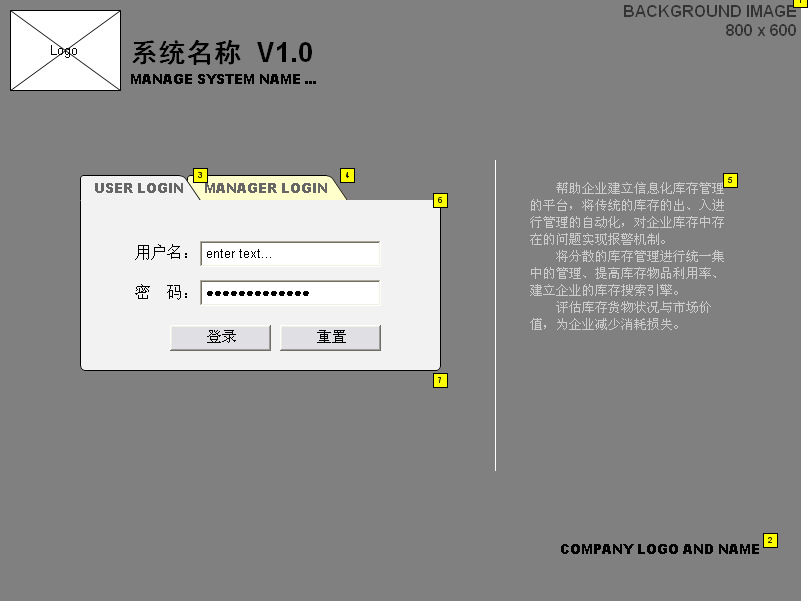 BACKGROUND IMAGE
800 x 600
1
Logo
系统名称 V1.0
MANAGE SYSTEM NAME ...
USER LOGIN
3
MANAGER LOGIN
4
6
用户名：
enter text...
密 码：
●●●●●●●●●●●●●
登录
重置
7
5
帮助企业建立信息化库存管理
的平台，将传统的库存的出、入进
行管理的自动化，对企业库存中存
在的问题实现报警机制。
将分散的库存管理进行统一集
中的管理、提高库存物品利用率、
建立企业的库存搜索引擎。
评估库存货物状况与市场价
值，为企业减少消耗损失。
COMPANY LOGO AND NAME
2